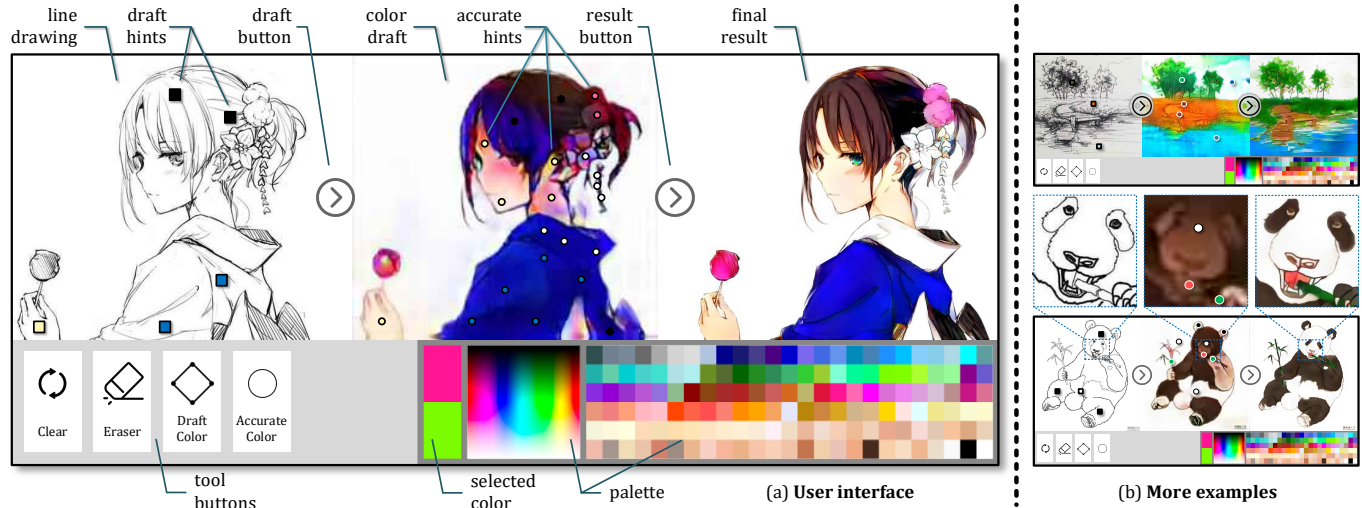 line
drawing
draft
hints
draft
button
color
draft
accurate
hints
result
button
final
result
Clear
Eraser
Draft
Color
Accurate
Color
tool
buttons
selected
color
palette
(a) User interface
(b) More examples